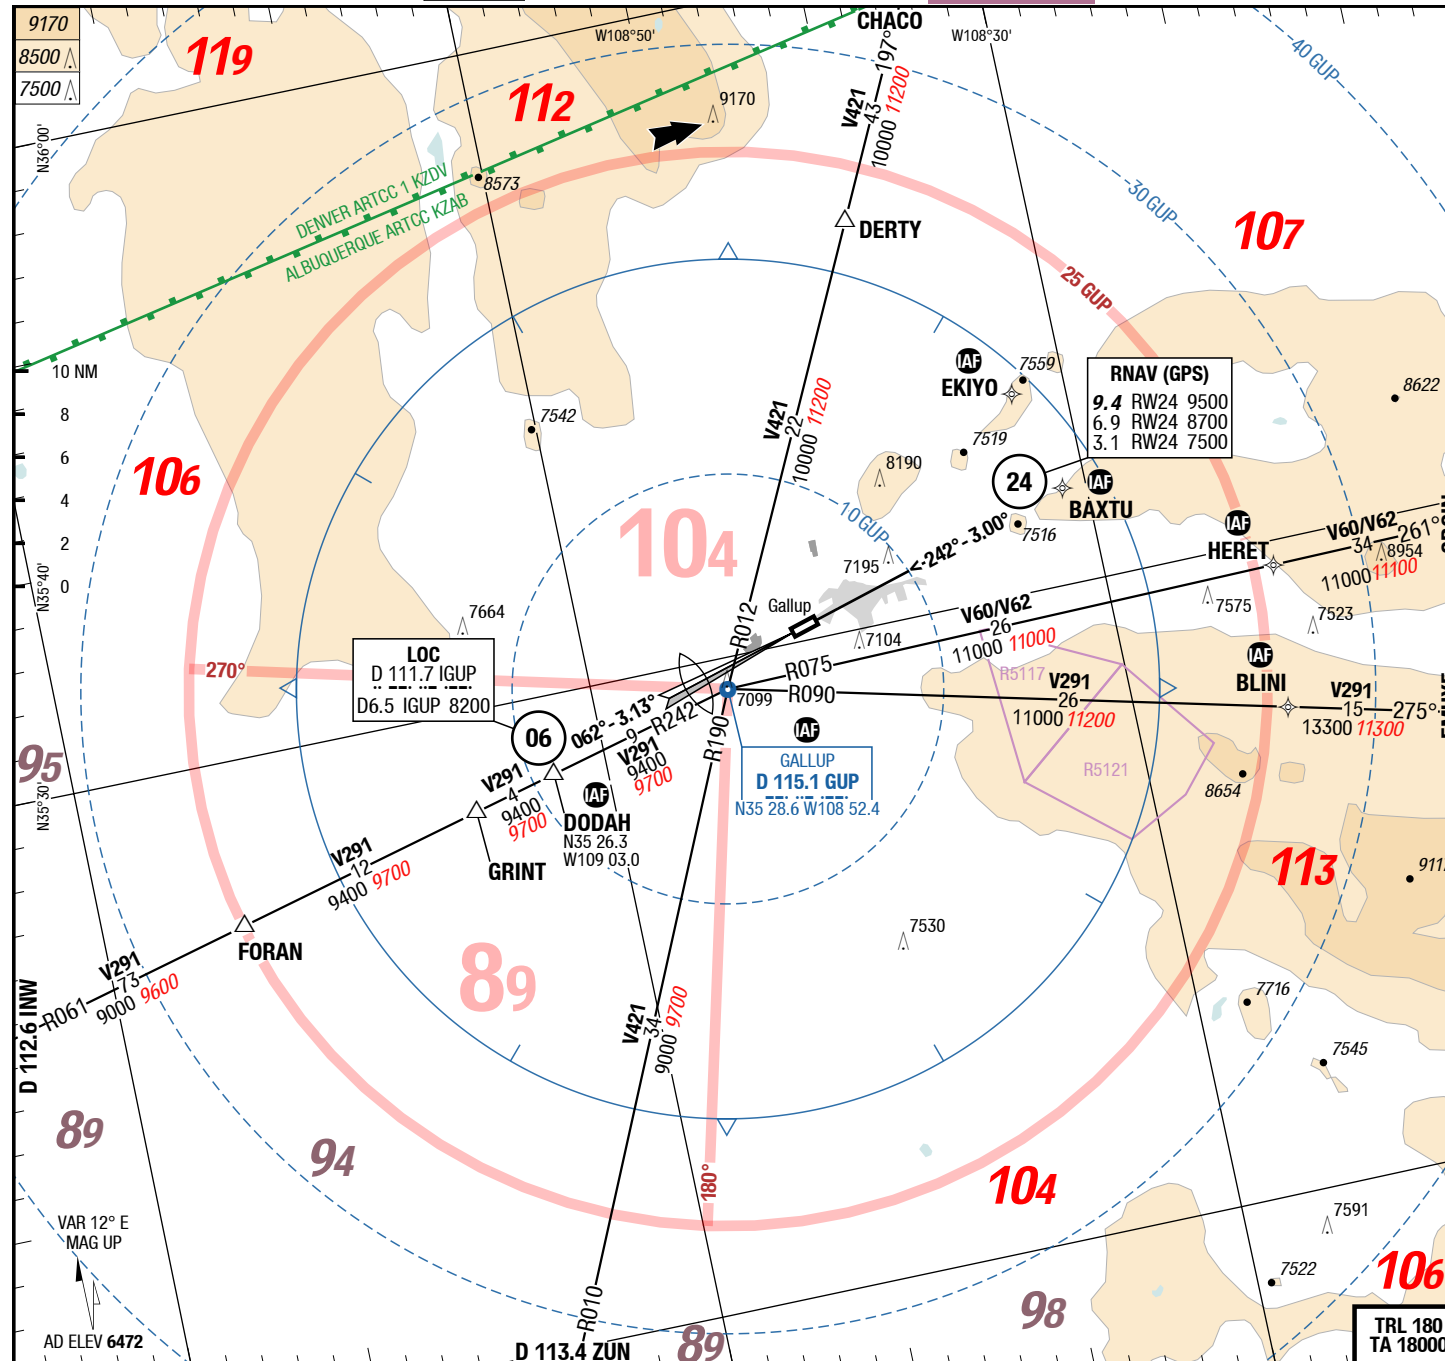 9170
8500
7500
119
112
W108°50'
CHACO
W108°30'
197°
V421
43
10000 11200
40 GUP
9170
N36°00'
8573
DENVER ARTCC 1 KZDV
ALBUQUERQUE ARTCC KZAB
30 GUP
107
DERTY
25 GUP
10 NM
8
6
4
2
0
N35°40'
106
7542
V421
22
10000 11200
IAF
EKIYO
7559
7519
8190
RNAV (GPS)
9.4 RW24 9500
6.9 RW24 8700
3.1 RW24 7500
8622
24
IAF
BAXTU
7516
104
10 GUP
<-242°- 3.00°
7195
IAF
HERET
V60/V62
34
261°
11000 11100
8954
7664
Gallup
7104
V60/V62
26
11000 11000
7575
7523
LOC
D 111.7 IGUP
D6.5 IGUP 8200
270°
R012
R075
R090
7099
R5117
V291
26
11000 11200
IAF
BLINI
V291
15
275°
13300 11300
06
062°- 3.13°
R242
9
V291
9400
9700
R190
IAF
GALLUP
D 115.1 GUP
N35 28.6 W108 52.4
R5121
8654
95
N35°30'
V291
4
9400
9700
IAF
DODAH
N35 26.3
W109 03.0
GRINT
V291
12
9400 9700
113
FORAN
7530
89
V291
73
9000 9600
R061
D 112.6 INW
V421
34
9000 9700
7716
7545
89
94
180°
104
7591
VAR 12° E
MAG UP
AD ELEV 6472
7522
106
98
R010
D 113.4 ZUN
89
TRL 180
TA 18000